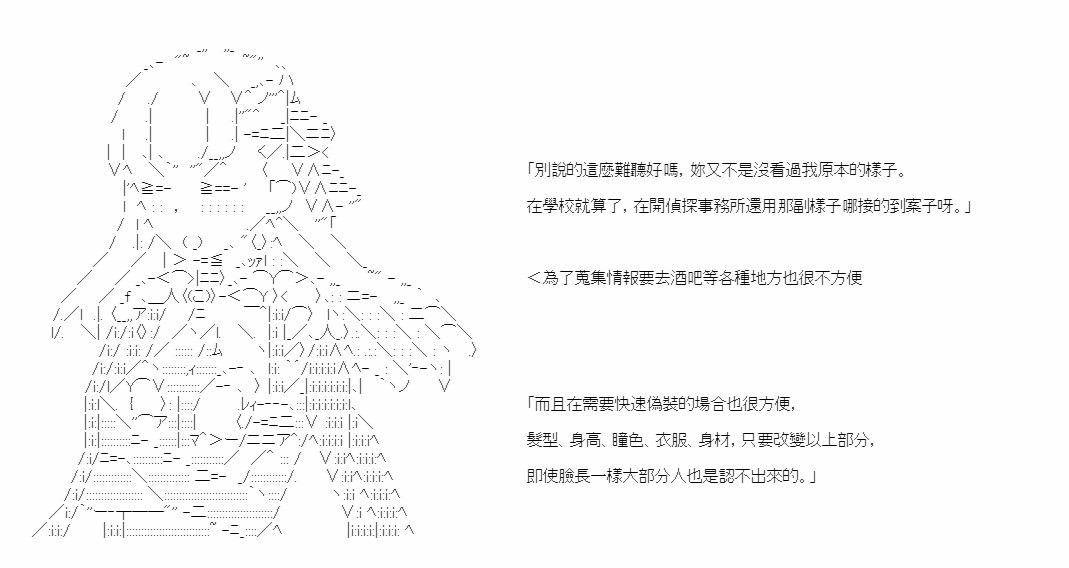 「別說的這麼難聽好嗎，妳又不是沒看過我原本的樣子。
在學校就算了，在開偵探事務所還用那副樣子哪接的到案子呀。」
＜為了蒐集情報要去酒吧等各種地方也很不方便
「而且在需要快速偽裝的場合也很方便，
髮型、身高、瞳色、衣服、身材，只要改變以上部分，
即使臉長一樣大部分人也是認不出來的。」